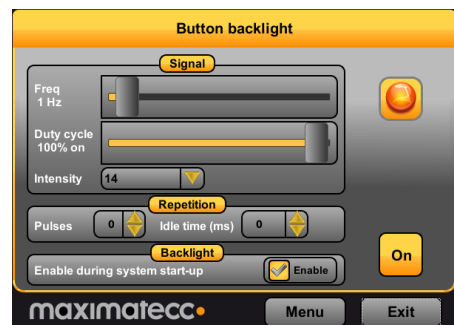 Button backlight
Signal
Freq
1 Hz
Duty cycle
100% on
Intensity
14
Repetition
Pulses
0
Idle time (ms)
0
Backlight
Enable during system start-up
Enable
On
maximatecc
Menu
Exit